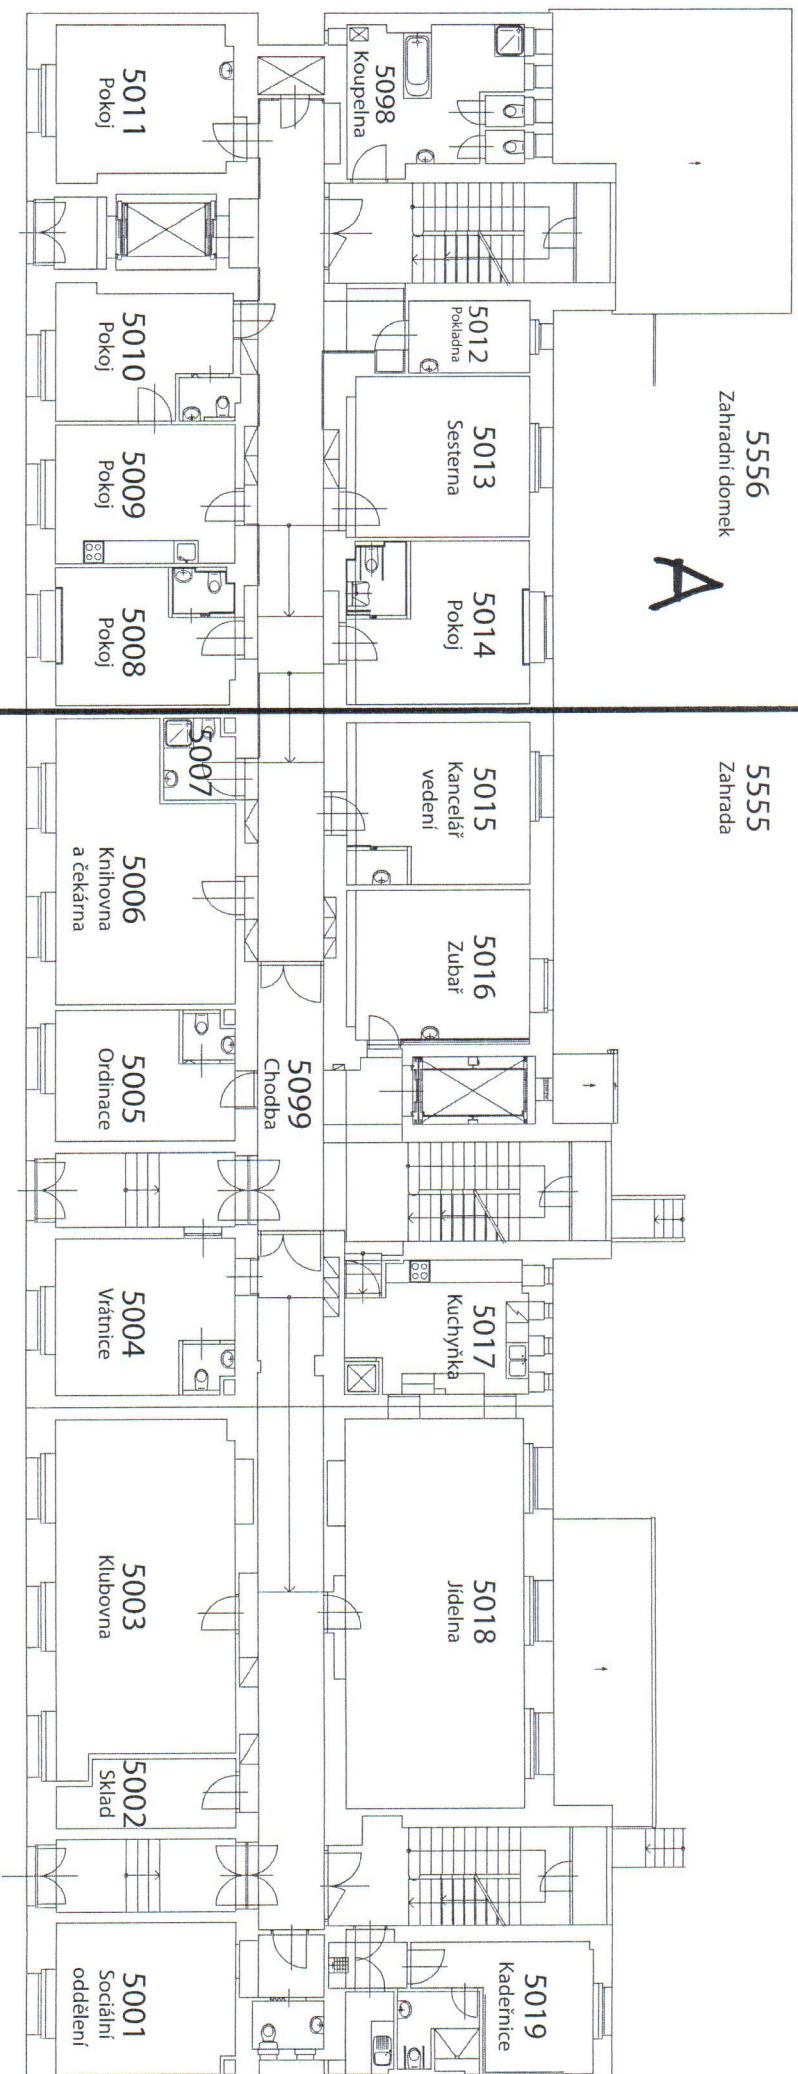 5556
Zahradní domek
A
5555
Zahrada
5098
Koupelna
5012
Pokladna
5013
Sesterna
5014
Pokoj
5015
Kancelář
vedení
5016
Zubař
5017
Kuchyňka
5018
Jídelna
5019
Kadeřnice
5099
Chodba
5011
Pokoj
5010
Pokoj
5009
Pokoj
5008
Pokoj
5007
5006
Knihovna
a čekárna
5005
Ordinace
5004
Vrátnice
5003
Klubovna
5002
Sklad
5001
Sociální
oddělení